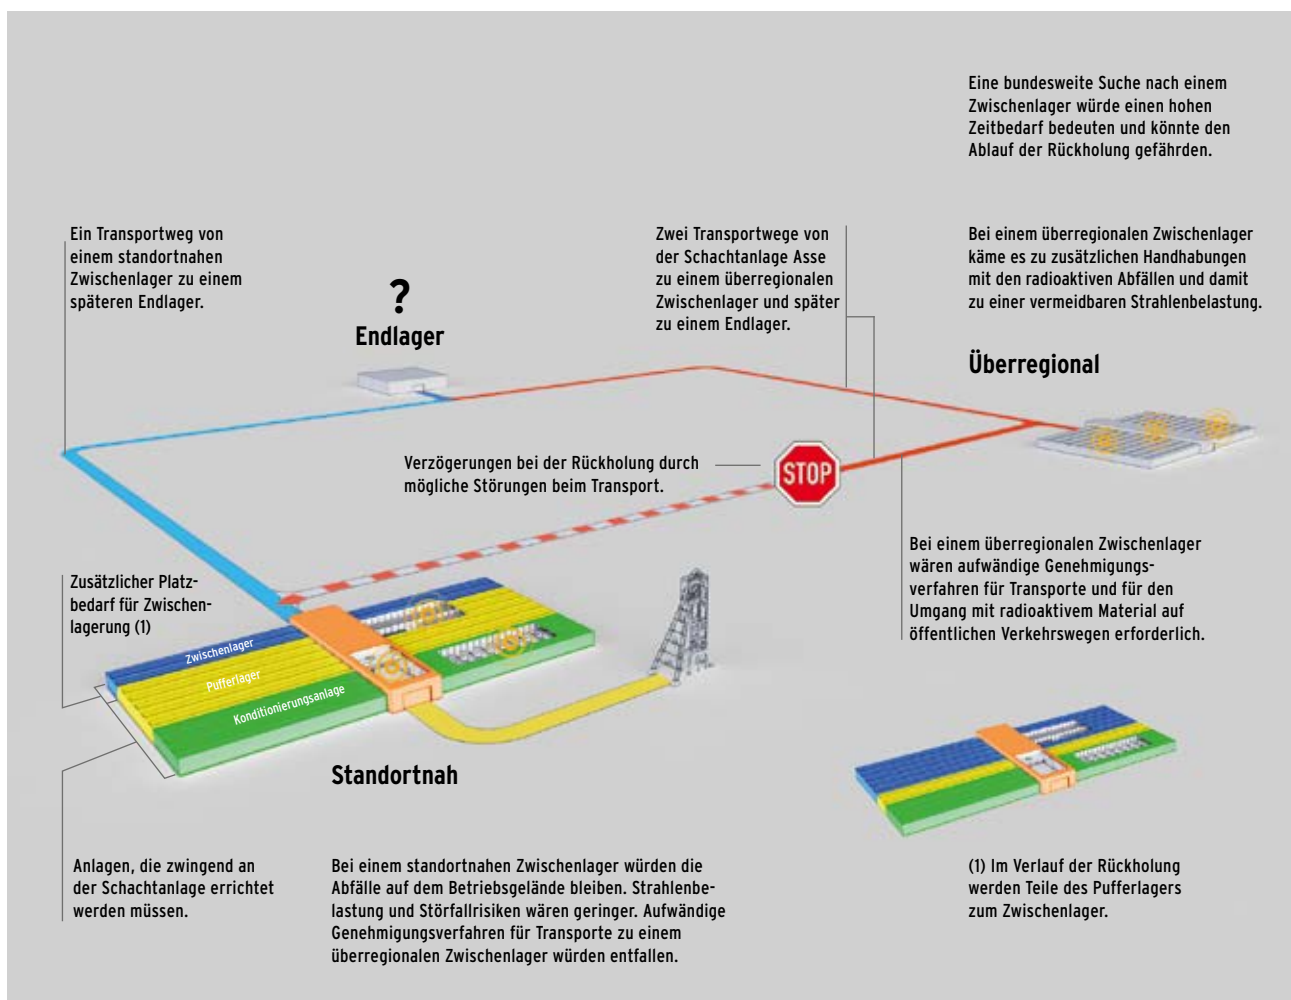 Eine bundesweite Suche nach einem
Zwischenlager würde einen hohen
Zeitbedarf bedeuten und könnte den
Ablauf der Rückholung gefährden.
Ein Transportweg von
einem standortnahen
Zwischenlager zu einem
späteren Endlager.
?
Endlager
Zwei Transportwege von
der Schachtanlage Asse
zu einem überregionalen
Zwischenlager und später
zu einem Endlager.
Bei einem überregionalen Zwischenlager
käme es zu zusätzlichen Handhabungen
mit den radioaktiven Abfällen und damit
zu einer vermeidbaren Strahlenbelastung.
Überregional
Verzögerungen bei der Rückholung durch
mögliche Störungen beim Transport.
STOP
Bei einem überregionalen Zwischenlager
wären aufwändige Genehmigungs-
verfahren für Transporte und für den
Umgang mit radioaktivem Material auf
öffentlichen Verkehrswegen erforderlich.
Zusätzlicher Platz-
bedarf für Zwischen-
lagerung (1)
Zwischenlager
Pufferlager
Konditionierungsanlage
Standortnah
Anlagen, die zwingend an
der Schachtanlage errichtet
werden müssen.
Bei einem standortnahen Zwischenlager würden die
Abfälle auf dem Betriebsgelände bleiben. Strahlenbe-
lastung und Störfallrisiken wären geringer. Aufwändige
Genehmigungsverfahren für Transporte zu einem
überregionalen Zwischenlager würden entfallen.
(1) Im Verlauf der Rückholung
werden Teile des Pufferlagers
zum Zwischenlager.